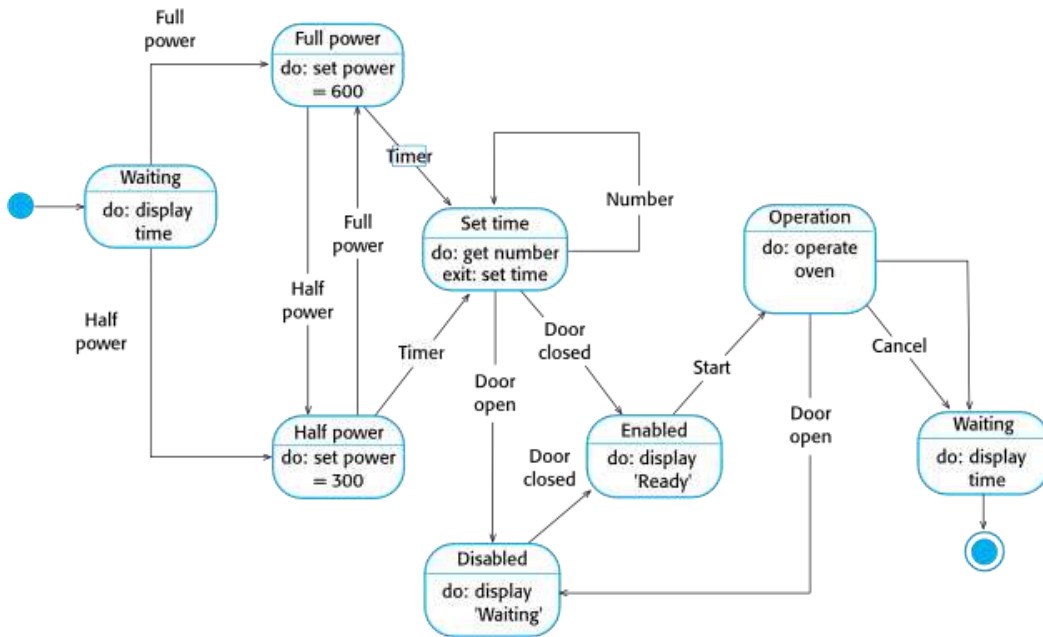 Full
power
Full power
do: set power
= 600
Timer
Waiting
do: display
time
Full
power
Number
Set time
do: get number
exit: set time
Operation
do: operate
oven
Half
power
Half
power
Timer
Door
closed
Door
open
Start
Cancel
Door
open
Half power
do: set power
= 300
Enabled
do: display
'Ready'
Door
closed
Waiting
do: display
time
Disabled
do: display
'Waiting'